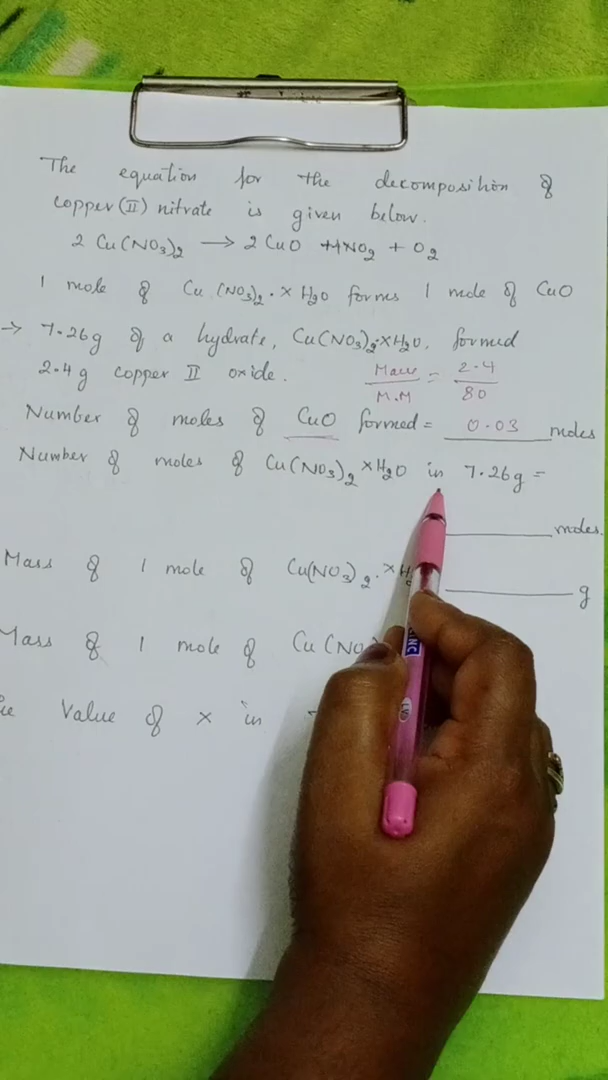 The equation for the decomposition of
copper (II) nitrate is given below.
2 Cu(NO3)2 → 2 CuO + 4NO2 + O2
1 mole of Cu (NO3)2 . x H2O forms 1 mole of CuO
→ 7.26g of a hydrate, Cu(NO3)2.xH2O, formed
2.4g copper II oxide. Mass/M.M = 2.4/80
Number of moles of CuO formed = 0.03 moles
Number of moles of Cu(NO3)2 xH2O in 7.26g =
moles.
Mass of 1 mole of Cu(NO3)2.xH2 g
Mass of 1 mole of Cu
Value of x in